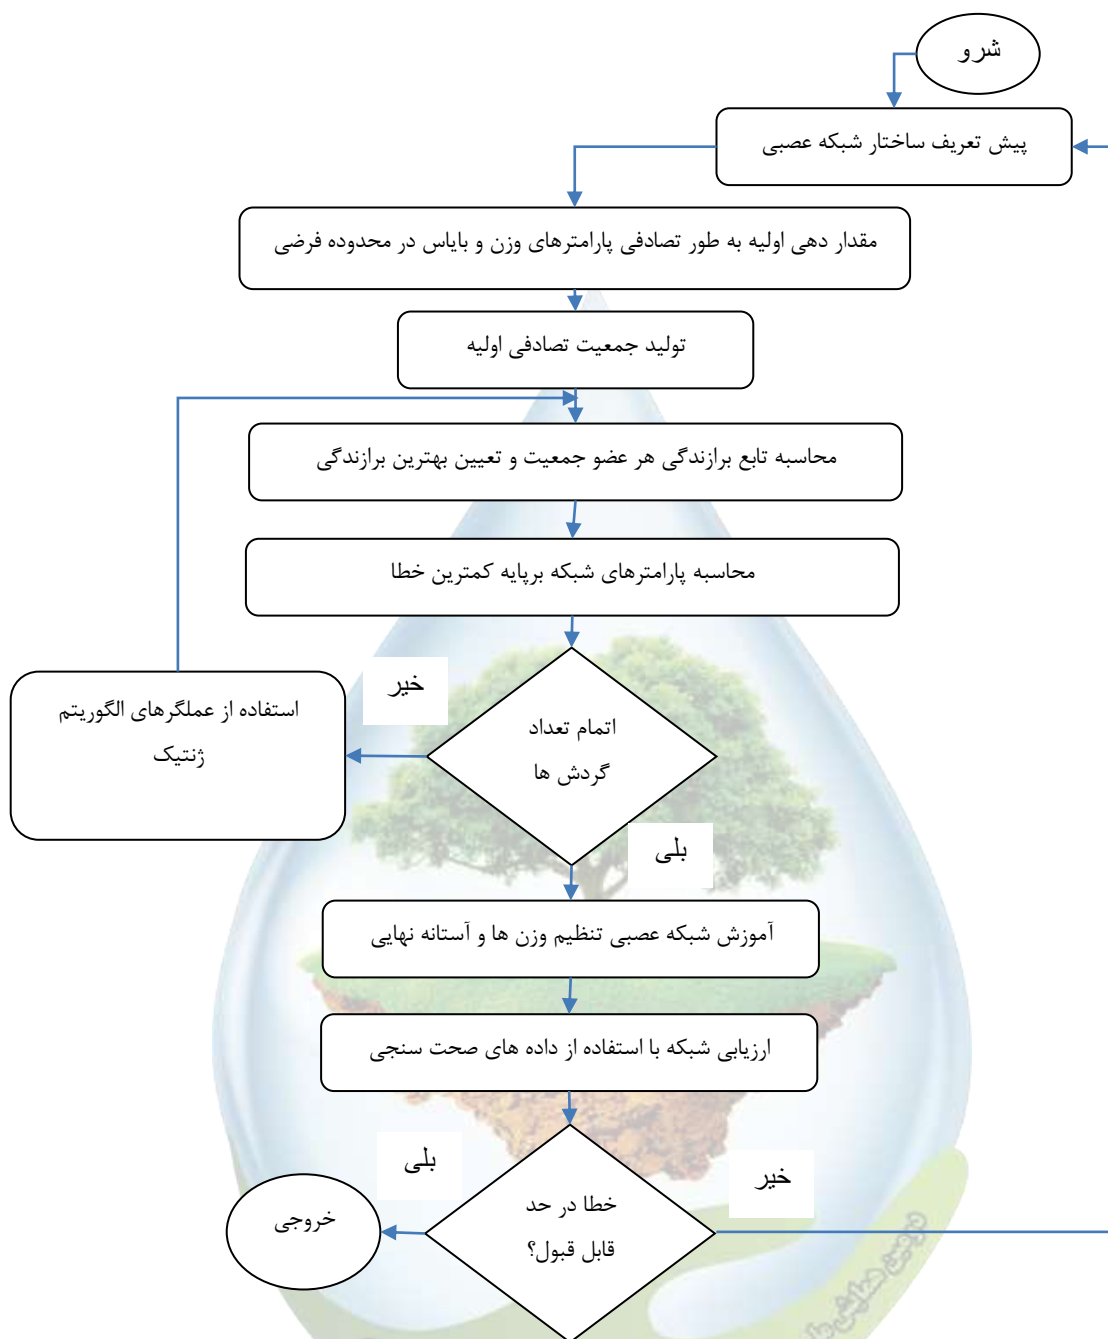 شرو
پیش تعریف ساختار شبکه عصبی
مقدار دهی اولیه به طور تصادفی پارامترهای وزن و بایاس در محدوده فرضی
تولید جمعیت تصادفی اولیه
محاسبه تابع برازندگی هر عضو جمعیت و تعیین بهترین برازندگی
محاسبه پارامترهای شبکه برپایه کمترین خطا
خیر
استفاده از عملگرهای الگوریتم
ژنتیک
اتمام تعداد
گردش ها
بلی
آموزش شبکه عصبی تنظیم وزن ها و آستانه نهایی
ارزیابی شبکه با استفاده از داده های صحت سنجی
بلی
خیر
خروجی
خطا در حد
قابل قبول؟
دومین همایش